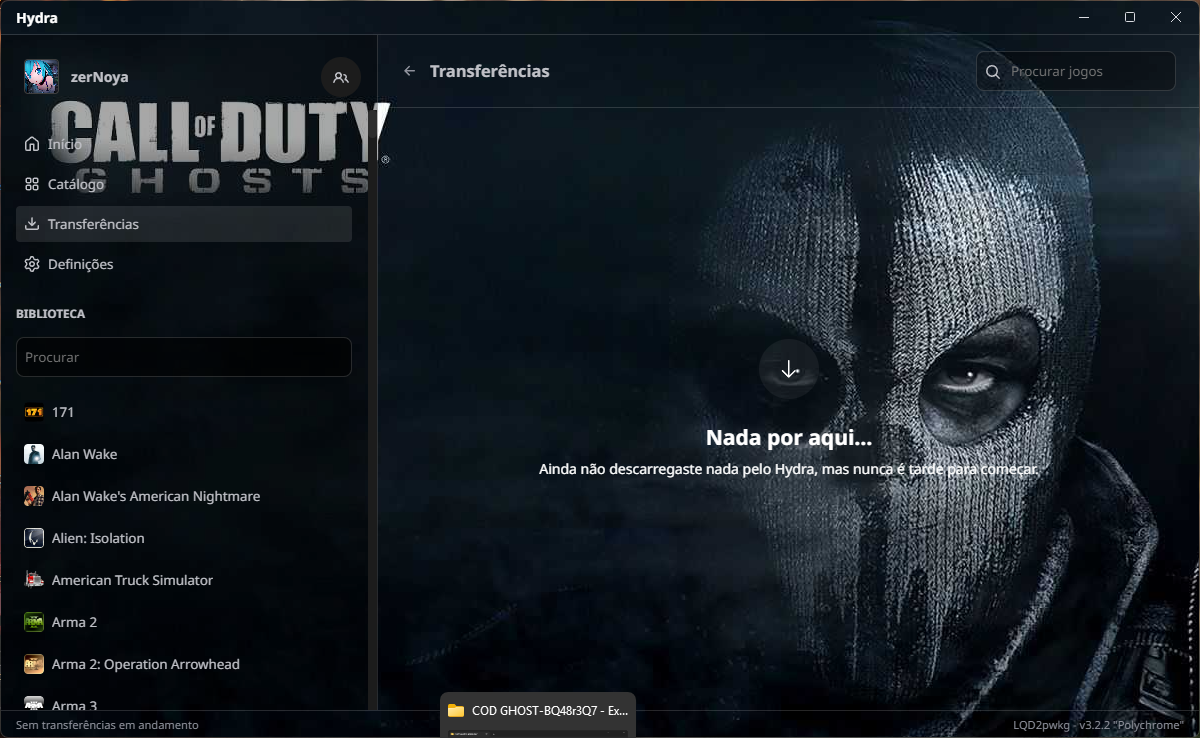 Hydra
zerNoya
Transferências
Procurar jogos
CALL OF DUTY®
GHOSTS
Início
Catálogo
Transferências
Definições
BIBLIOTECA
Procurar
171
Alan Wake
Alan Wake's American Nightmare
Alien: Isolation
American Truck Simulator
Arma 2
Arma 2: Operation Arrowhead
Arma 3
Nada por aqui...
Ainda não descarregaste nada pelo Hydra, mas nunca é tarde para começar.
COD GHOST-BQ48r3Q7 - Ex...
Sem transferências em andamento
LQD2pwkg - v3.2.2 "Polychrome"